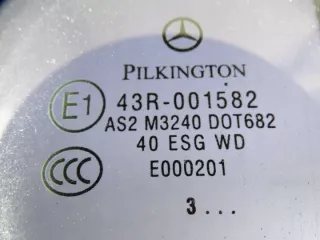 PILKINGTON
E1 43R-001582
AS2 M3240 DOT682
40 ESG WD
CCC E000201
3 ...